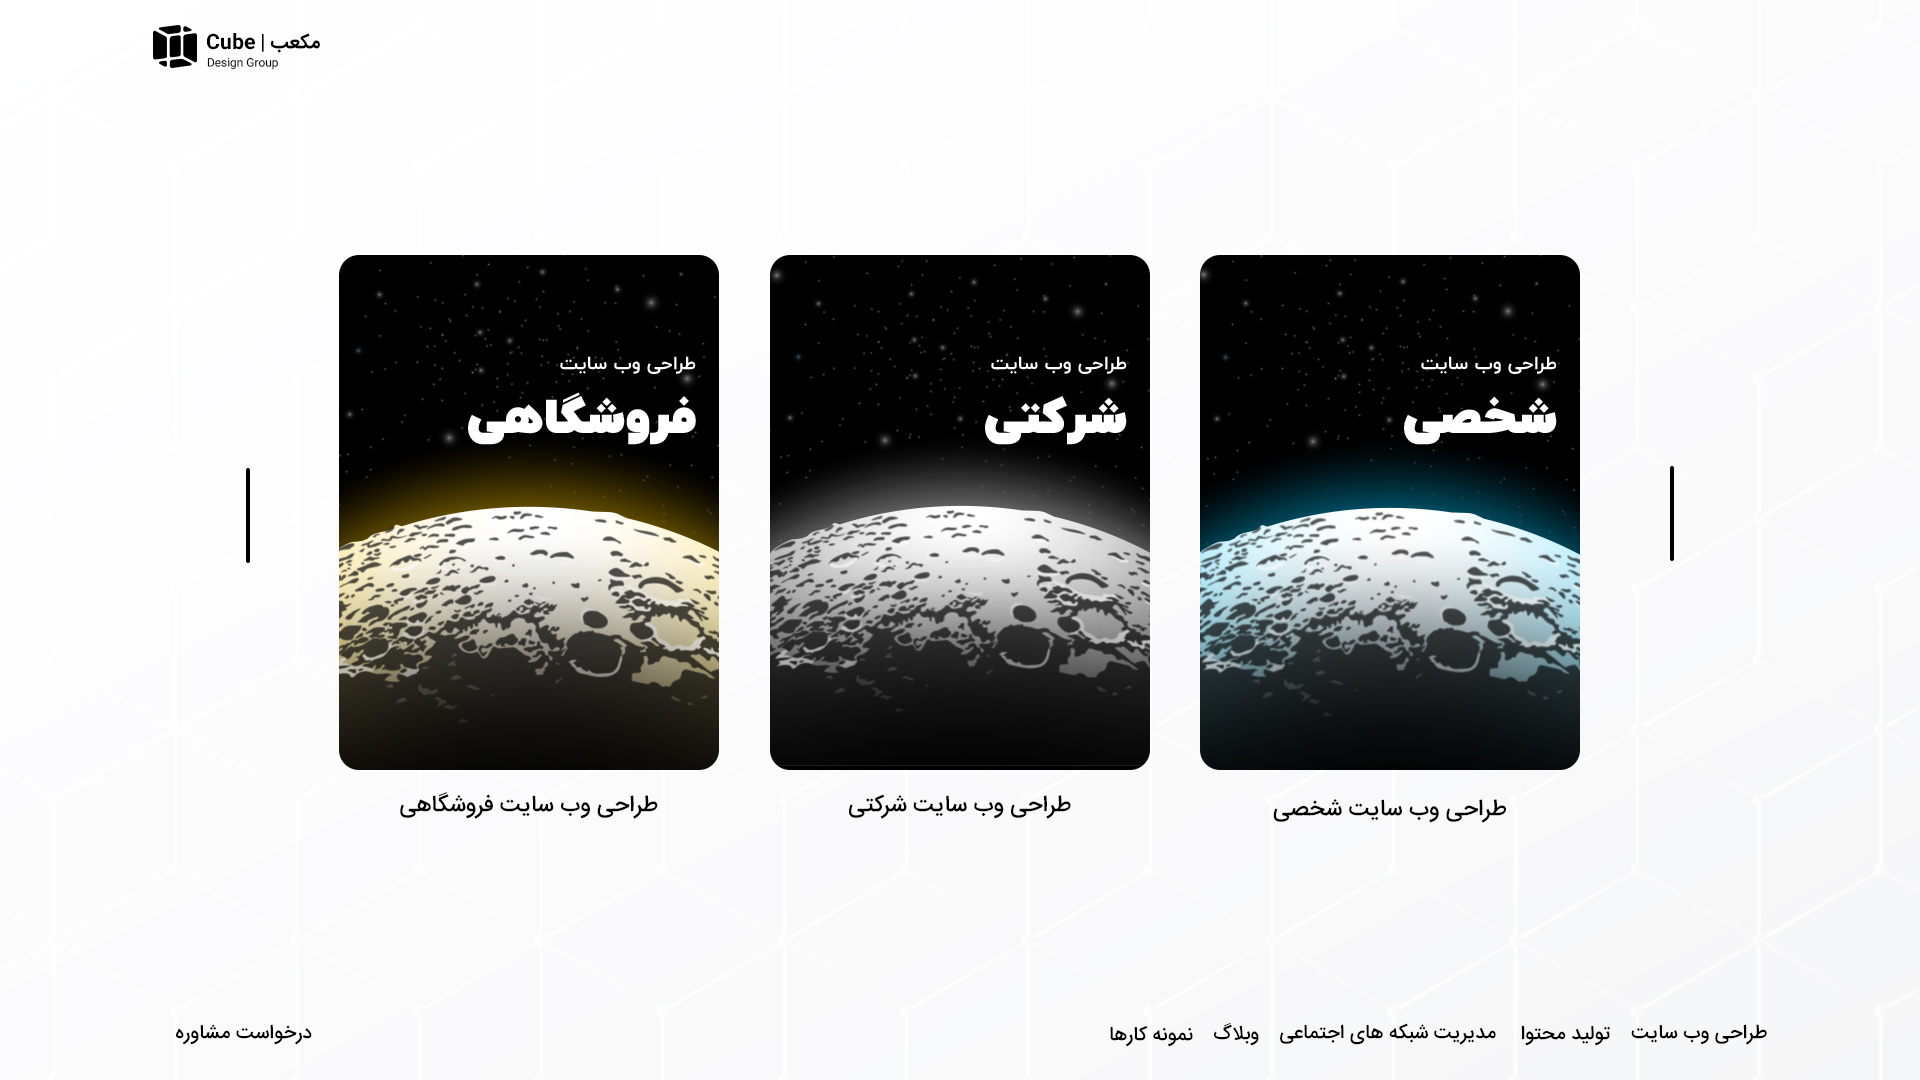 Cube | مکعب
Design Group
طراحی وب سایت
شخصی
طراحی وب سایت شخصی
طراحی وب سایت
شرکتی
طراحی وب سایت شرکتی
طراحی وب سایت
فروشگاهی
طراحی وب سایت فروشگاهی
طراحی وب سایت
تولید محتوا
مدیریت شبکه های اجتماعی
وبلاگ
نمونه کارها
درخواست مشاوره